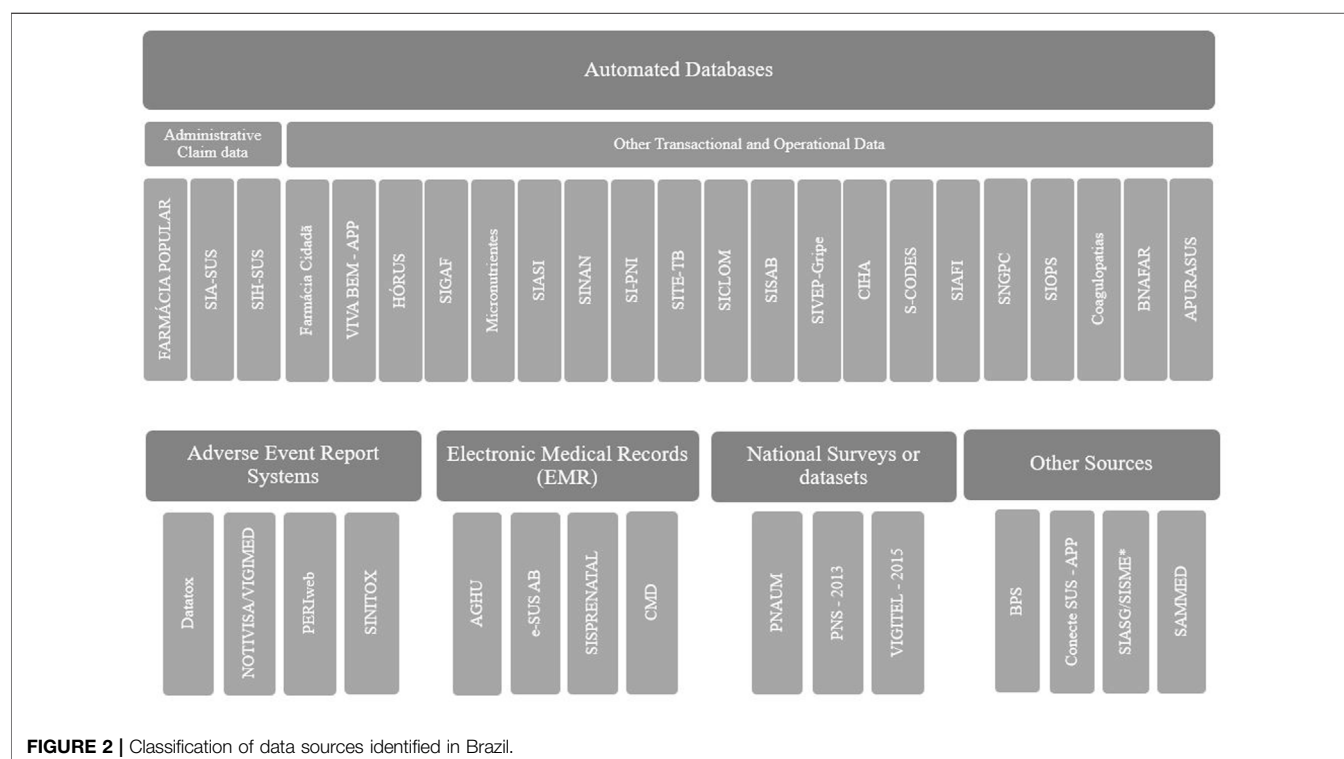 Automated Databases
Administrative
Claim data
Other Transactional and Operational Data
FARMÁCIA POPULAR
SIA-SUS
SIH-SUS
Farmácia Cidadã
VIVA BEM - APP
HÓRUS
SIGAF
Micronutrientes
SIASI
SINAN
SI-PNI
SITE-TB
SICLOM
SISAB
SIVEP-Gripe
CIHA
S-CODES
SIAFI
SNGPC
SIOPS
Coagulopatias
BNAFAR
APURASUS
Adverse Event Report
Systems
Datatox
NOTIVISA/VIGIMED
PERIweb
SINITOX
Electronic Medical Records
(EMR)
AGHU
e-SUS AB
SISPRENATAL
CMD
National Surveys or
datasets
PNAUM
PNS - 2013
VIGITEL - 2015
Other Sources
BPS
Conecte SUS - APP
SIASG/SISME*
SAMMED
FIGURE 2 | Classification of data sources identified in Brazil.